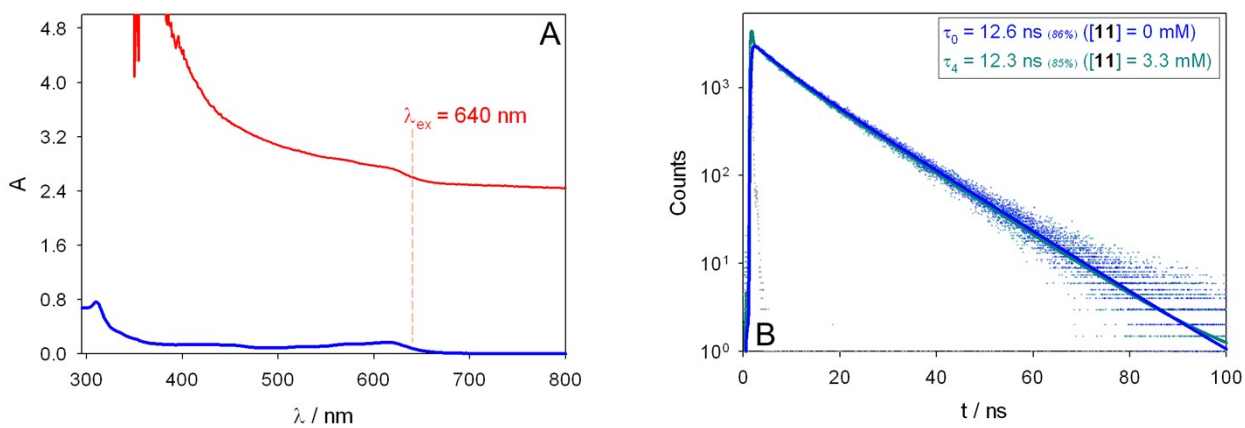 A
4.8
4.0
3.2
2.4
1.6
0.8
0.0
A
λex = 640 nm
300 400 500 600 700 800
λ / nm
τ0 = 12.6 ns (86%) ([11] = 0 mM)
τ4 = 12.3 ns (85%) ([11] = 3.3 mM)
10³
10²
10¹
10⁰
Counts
B
0 20 40 60 80 100
t / ns